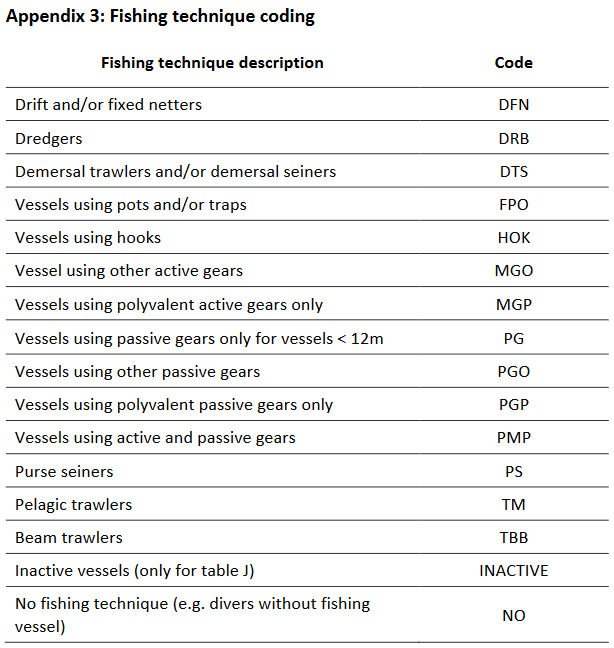 Appendix 3: Fishing technique coding
Fishing technique description Code
Drift and/or fixed netters DFN
Dredgers DRB
Demersal trawlers and/or demersal seiners DTS
Vessels using pots and/or traps FPO
Vessels using hooks HOK
Vessel using other active gears MGO
Vessels using polyvalent active gears only MGP
Vessels using passive gears only for vessels < 12m PG
Vessels using other passive gears PGO
Vessels using polyvalent passive gears only PGP
Vessels using active and passive gears PMP
Purse seiners PS
Pelagic trawlers TM
Beam trawlers TBB
Inactive vessels (only for table J) INACTIVE
No fishing technique (e.g. divers without fishing
vessel) NO